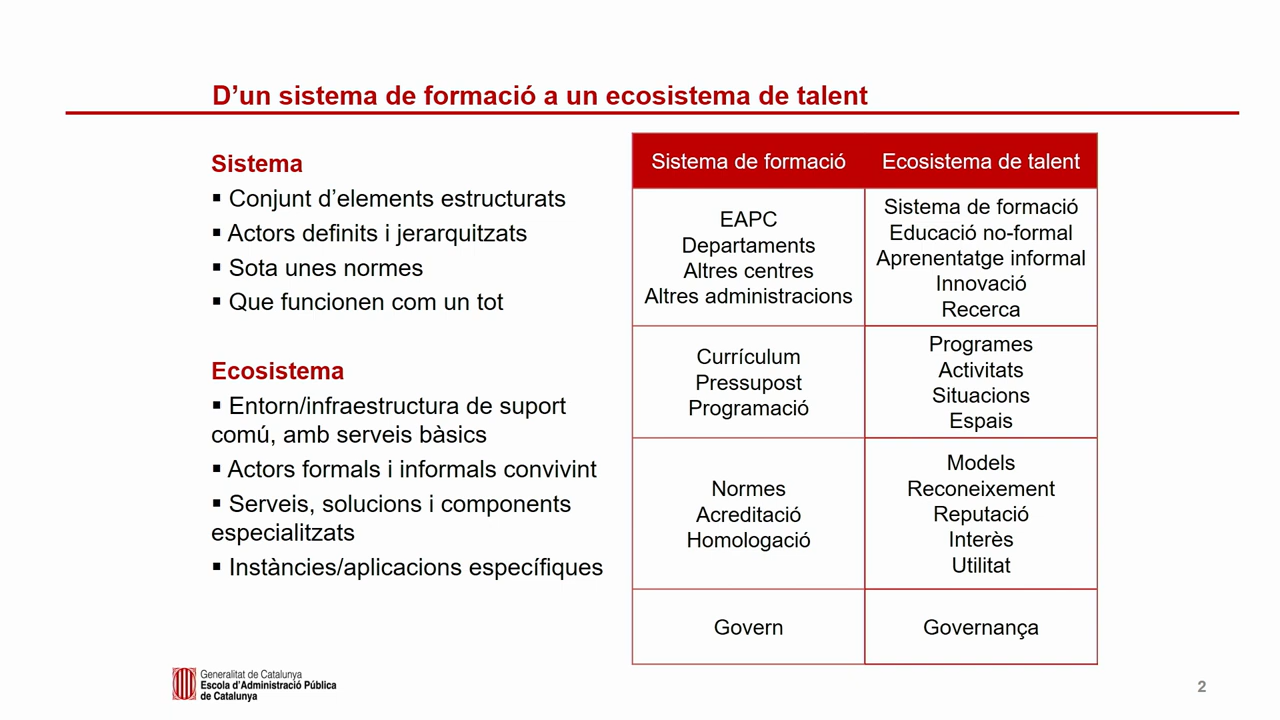 D’un sistema de formació a un ecosistema de talent
Sistema
▪ Conjunt d’elements estructurats
▪ Actors definits i jerarquitzats
▪ Sota unes normes
▪ Que funcionen com un tot
Ecosistema
▪ Entorn/infraestructura de suport
comú, amb serveis bàsics
▪ Actors formals i informals convivint
▪ Serveis, solucions i components
especialitzats
▪ Instàncies/aplicacions específiques
Sistema de formació
Ecosistema de talent
EAPC
Departaments
Altres centres
Altres administracions
Sistema de formació
Educació no-formal
Aprenentatge informal
Innovació
Recerca
Currículum
Pressupost
Programació
Programes
Activitats
Situacions
Espais
Normes
Acreditació
Homologació
Models
Reconeixement
Reputació
Interès
Utilitat
Govern
Governança
Generalitat de Catalunya
Escola d’Administració Pública
de Catalunya
2